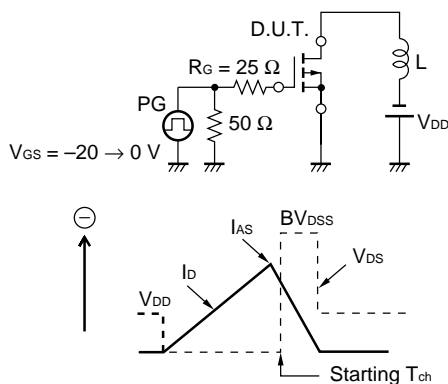 D.U.T.
RG = 25 Ω
L
PG
50 Ω
VDD
VGS = −20 → 0 V
−
BVDSS
IAS
ID
VDS
VDD
Starting Tch